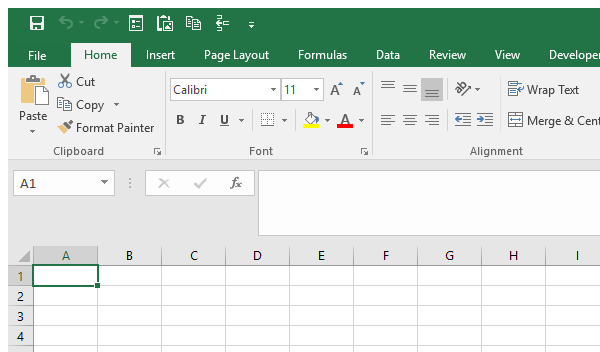 File Home Insert Page Layout Formulas Data Review View Developer
Cut
Calibri 11 A A
Wrap Text
Copy
Paste
B I U A
Merge & Cent
Format Painter
Clipboard Font Alignment
A1 fx
A B C D E F G H I
1
2
3
4